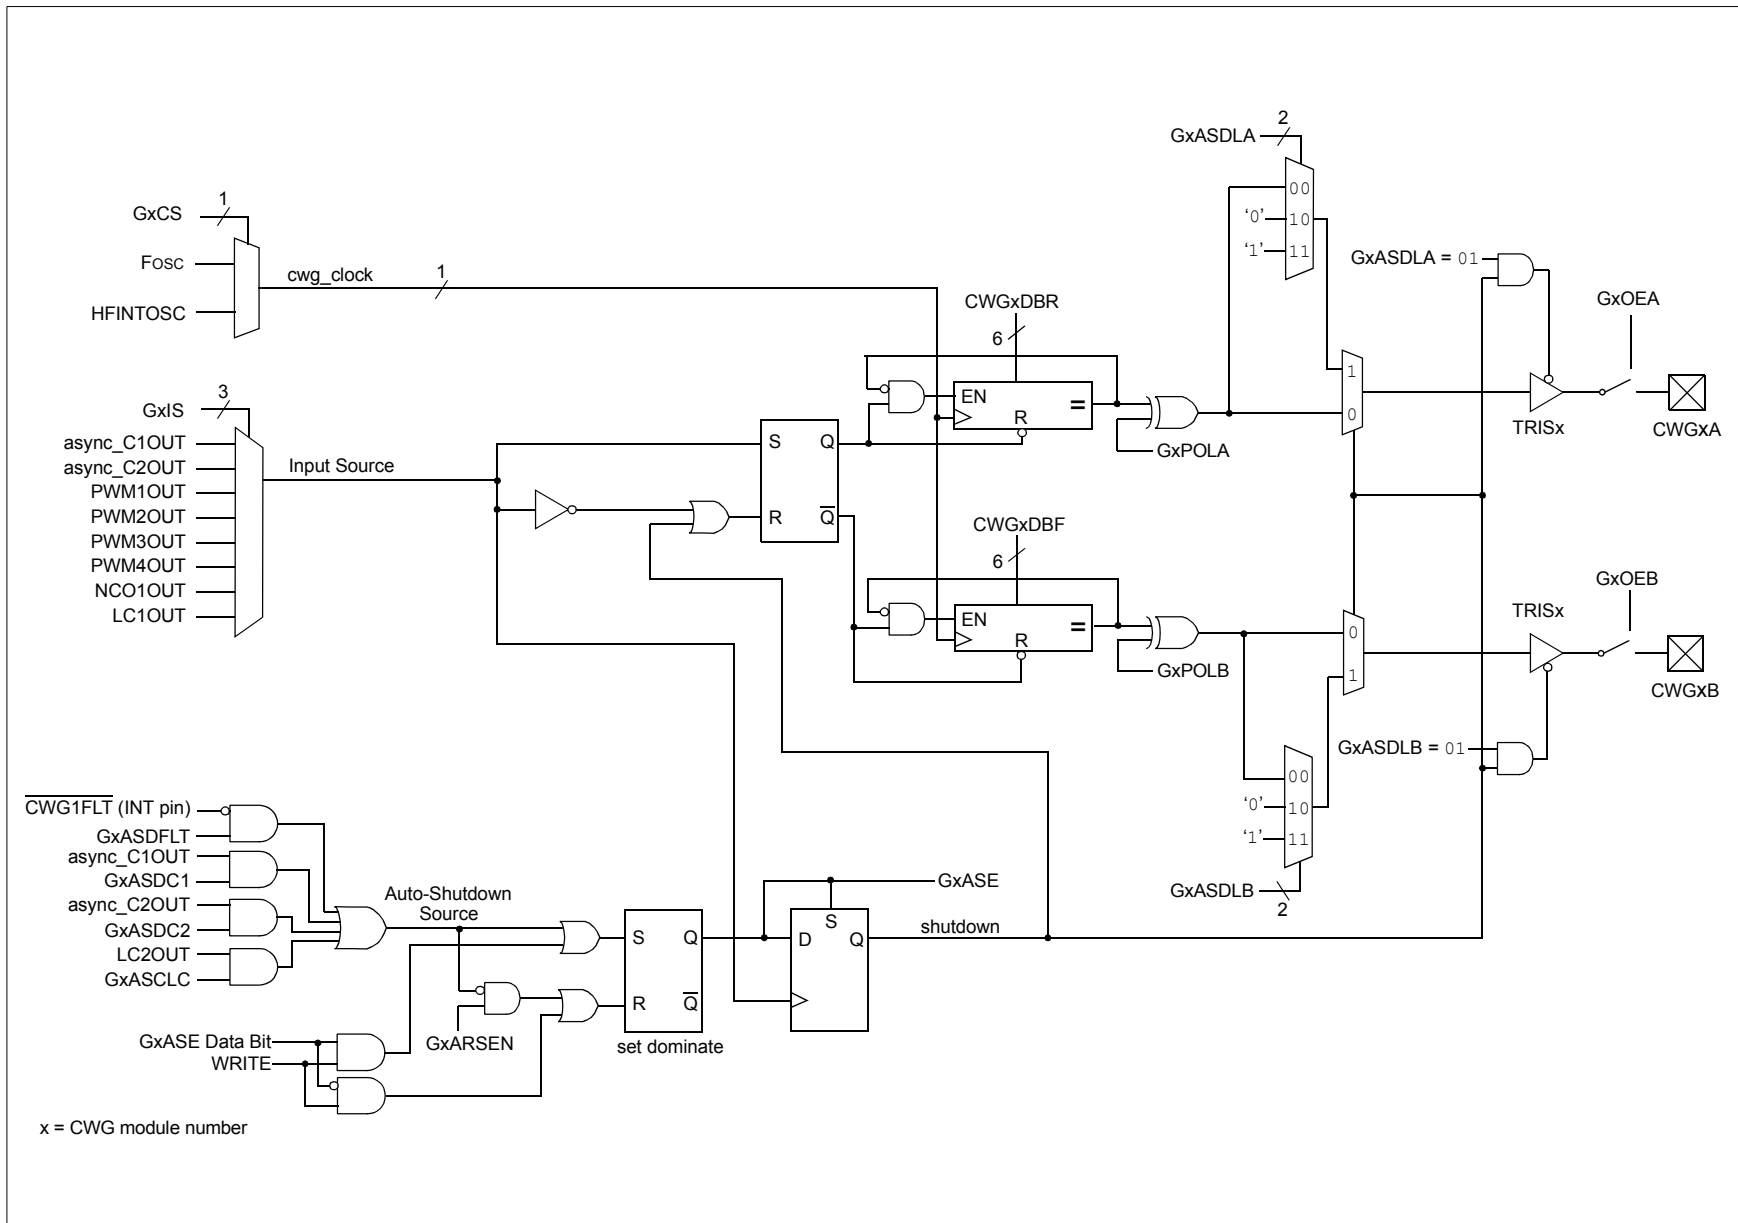 GxASDLA
2
00
'0'
10
'1'
11
GxCS
1
FOSC
HFINTOSC
cwg_clock
1
GxASDLA = 01
GxOEA
CWGxDBR
6
EN
=
R
GxPOLA
1
0
TRISx
CWGxA
GxIS
3
async_C1OUT
async_C2OUT
PWM1OUT
PWM2OUT
PWM3OUT
PWM4OUT
NCO1OUT
LC1OUT
Input Source
S
Q
R
Q
CWGxDBF
6
EN
=
R
GxPOLB
0
1
TRISx
GxOEB
CWGxB
GxASDLB = 01
00
'0'
10
'1'
11
GxASDLB
2
CWG1FLT (INT pin)
GxASDFLT
async_C1OUT
GxASDC1
async_C2OUT
GxASDC2
LC2OUT
GxASCLC
Auto-Shutdown
Source
GxARSEN
S
Q
R
Q
set dominate
GxASE
S
D
Q
shutdown
GxASE Data Bit
WRITE
x = CWG module number